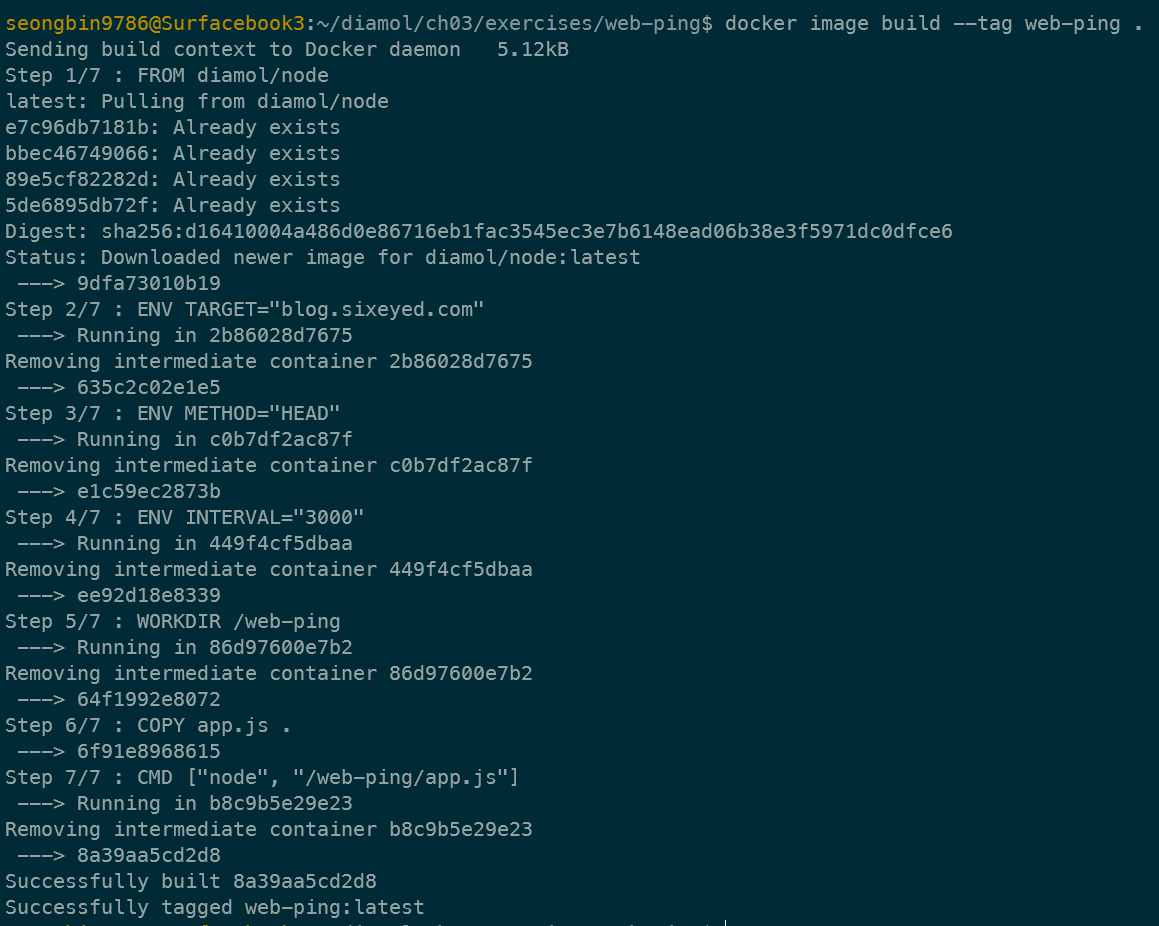 seongbin9786@Surfacebook3:~/diamol/ch03/exercises/web-ping$ docker image build --tag web-ping .
Sending build context to Docker daemon   5.12kB
Step 1/7 : FROM diamol/node
latest: Pulling from diamol/node
e7c96db7181b: Already exists
bbec46749066: Already exists
89e5cf82282d: Already exists
5de6895db72f: Already exists
Digest: sha256:d16410004a486d0e86716eb1fac3545ec3e7b6148ead06b38e3f5971dc0dfce6
Status: Downloaded newer image for diamol/node:latest
 ---> 9dfa73010b19
Step 2/7 : ENV TARGET="blog.sixeyed.com"
 ---> Running in 2b86028d7675
Removing intermediate container 2b86028d7675
 ---> 635c2c02e1e5
Step 3/7 : ENV METHOD="HEAD"
 ---> Running in c0b7df2ac87f
Removing intermediate container c0b7df2ac87f
 ---> e1c59ec2873b
Step 4/7 : ENV INTERVAL="3000"
 ---> Running in 449f4cf5dbaa
Removing intermediate container 449f4cf5dbaa
 ---> ee92d18e8339
Step 5/7 : WORKDIR /web-ping
 ---> Running in 86d97600e7b2
Removing intermediate container 86d97600e7b2
 ---> 64f1992e8072
Step 6/7 : COPY app.js .
 ---> 6f91e8968615
Step 7/7 : CMD ["node", "/web-ping/app.js"]
 ---> Running in b8c9b5e29e23
Removing intermediate container b8c9b5e29e23
 ---> 8a39aa5cd2d8
Successfully built 8a39aa5cd2d8
Successfully tagged web-ping:latest